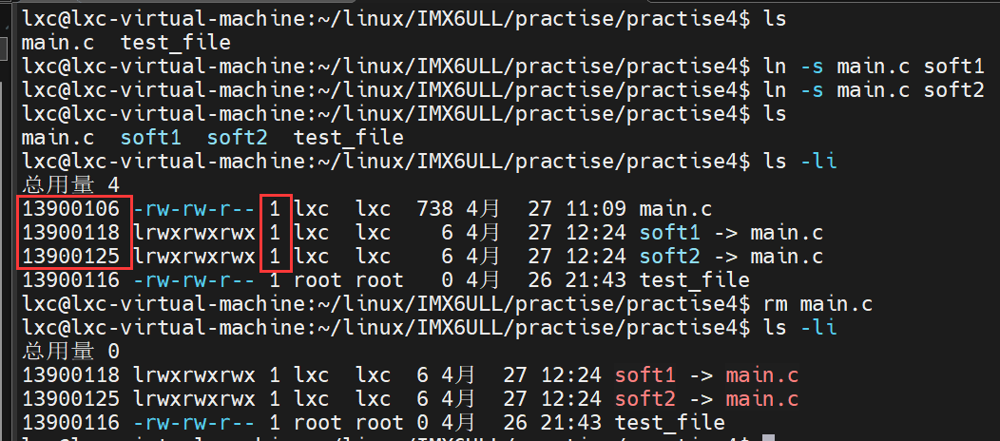 lxc@lxc-virtual-machine:~/linux/IMX6ULL/practise/practise4$ ls
main.c  test_file
lxc@lxc-virtual-machine:~/linux/IMX6ULL/practise/practise4$ ln -s main.c soft1
lxc@lxc-virtual-machine:~/linux/IMX6ULL/practise/practise4$ ln -s main.c soft2
lxc@lxc-virtual-machine:~/linux/IMX6ULL/practise/practise4$ ls
main.c  soft1  soft2  test_file
lxc@lxc-virtual-machine:~/linux/IMX6ULL/practise/practise4$ ls -li
总用量 4
13900106 -rw-rw-r-- 1 lxc  lxc  738 4月  27 11:09 main.c
13900118 lrwxrwxrwx 1 lxc  lxc    6 4月  27 12:24 soft1 -> main.c
13900125 lrwxrwxrwx 1 lxc  lxc    6 4月  27 12:24 soft2 -> main.c
13900116 -rw-rw-r-- 1 root root   0 4月  26 21:43 test_file
lxc@lxc-virtual-machine:~/linux/IMX6ULL/practise/practise4$ rm main.c
lxc@lxc-virtual-machine:~/linux/IMX6ULL/practise/practise4$ ls -li
总用量 0
13900118 lrwxrwxrwx 1 lxc  lxc  6 4月  27 12:24 soft1 -> main.c
13900125 lrwxrwxrwx 1 lxc  lxc  6 4月  27 12:24 soft2 -> main.c
13900116 -rw-rw-r-- 1 root root 0 4月  26 21:43 test_file
lxc@lxc-virtual-machine:~/linux/IMX6ULL/practise/practise4$